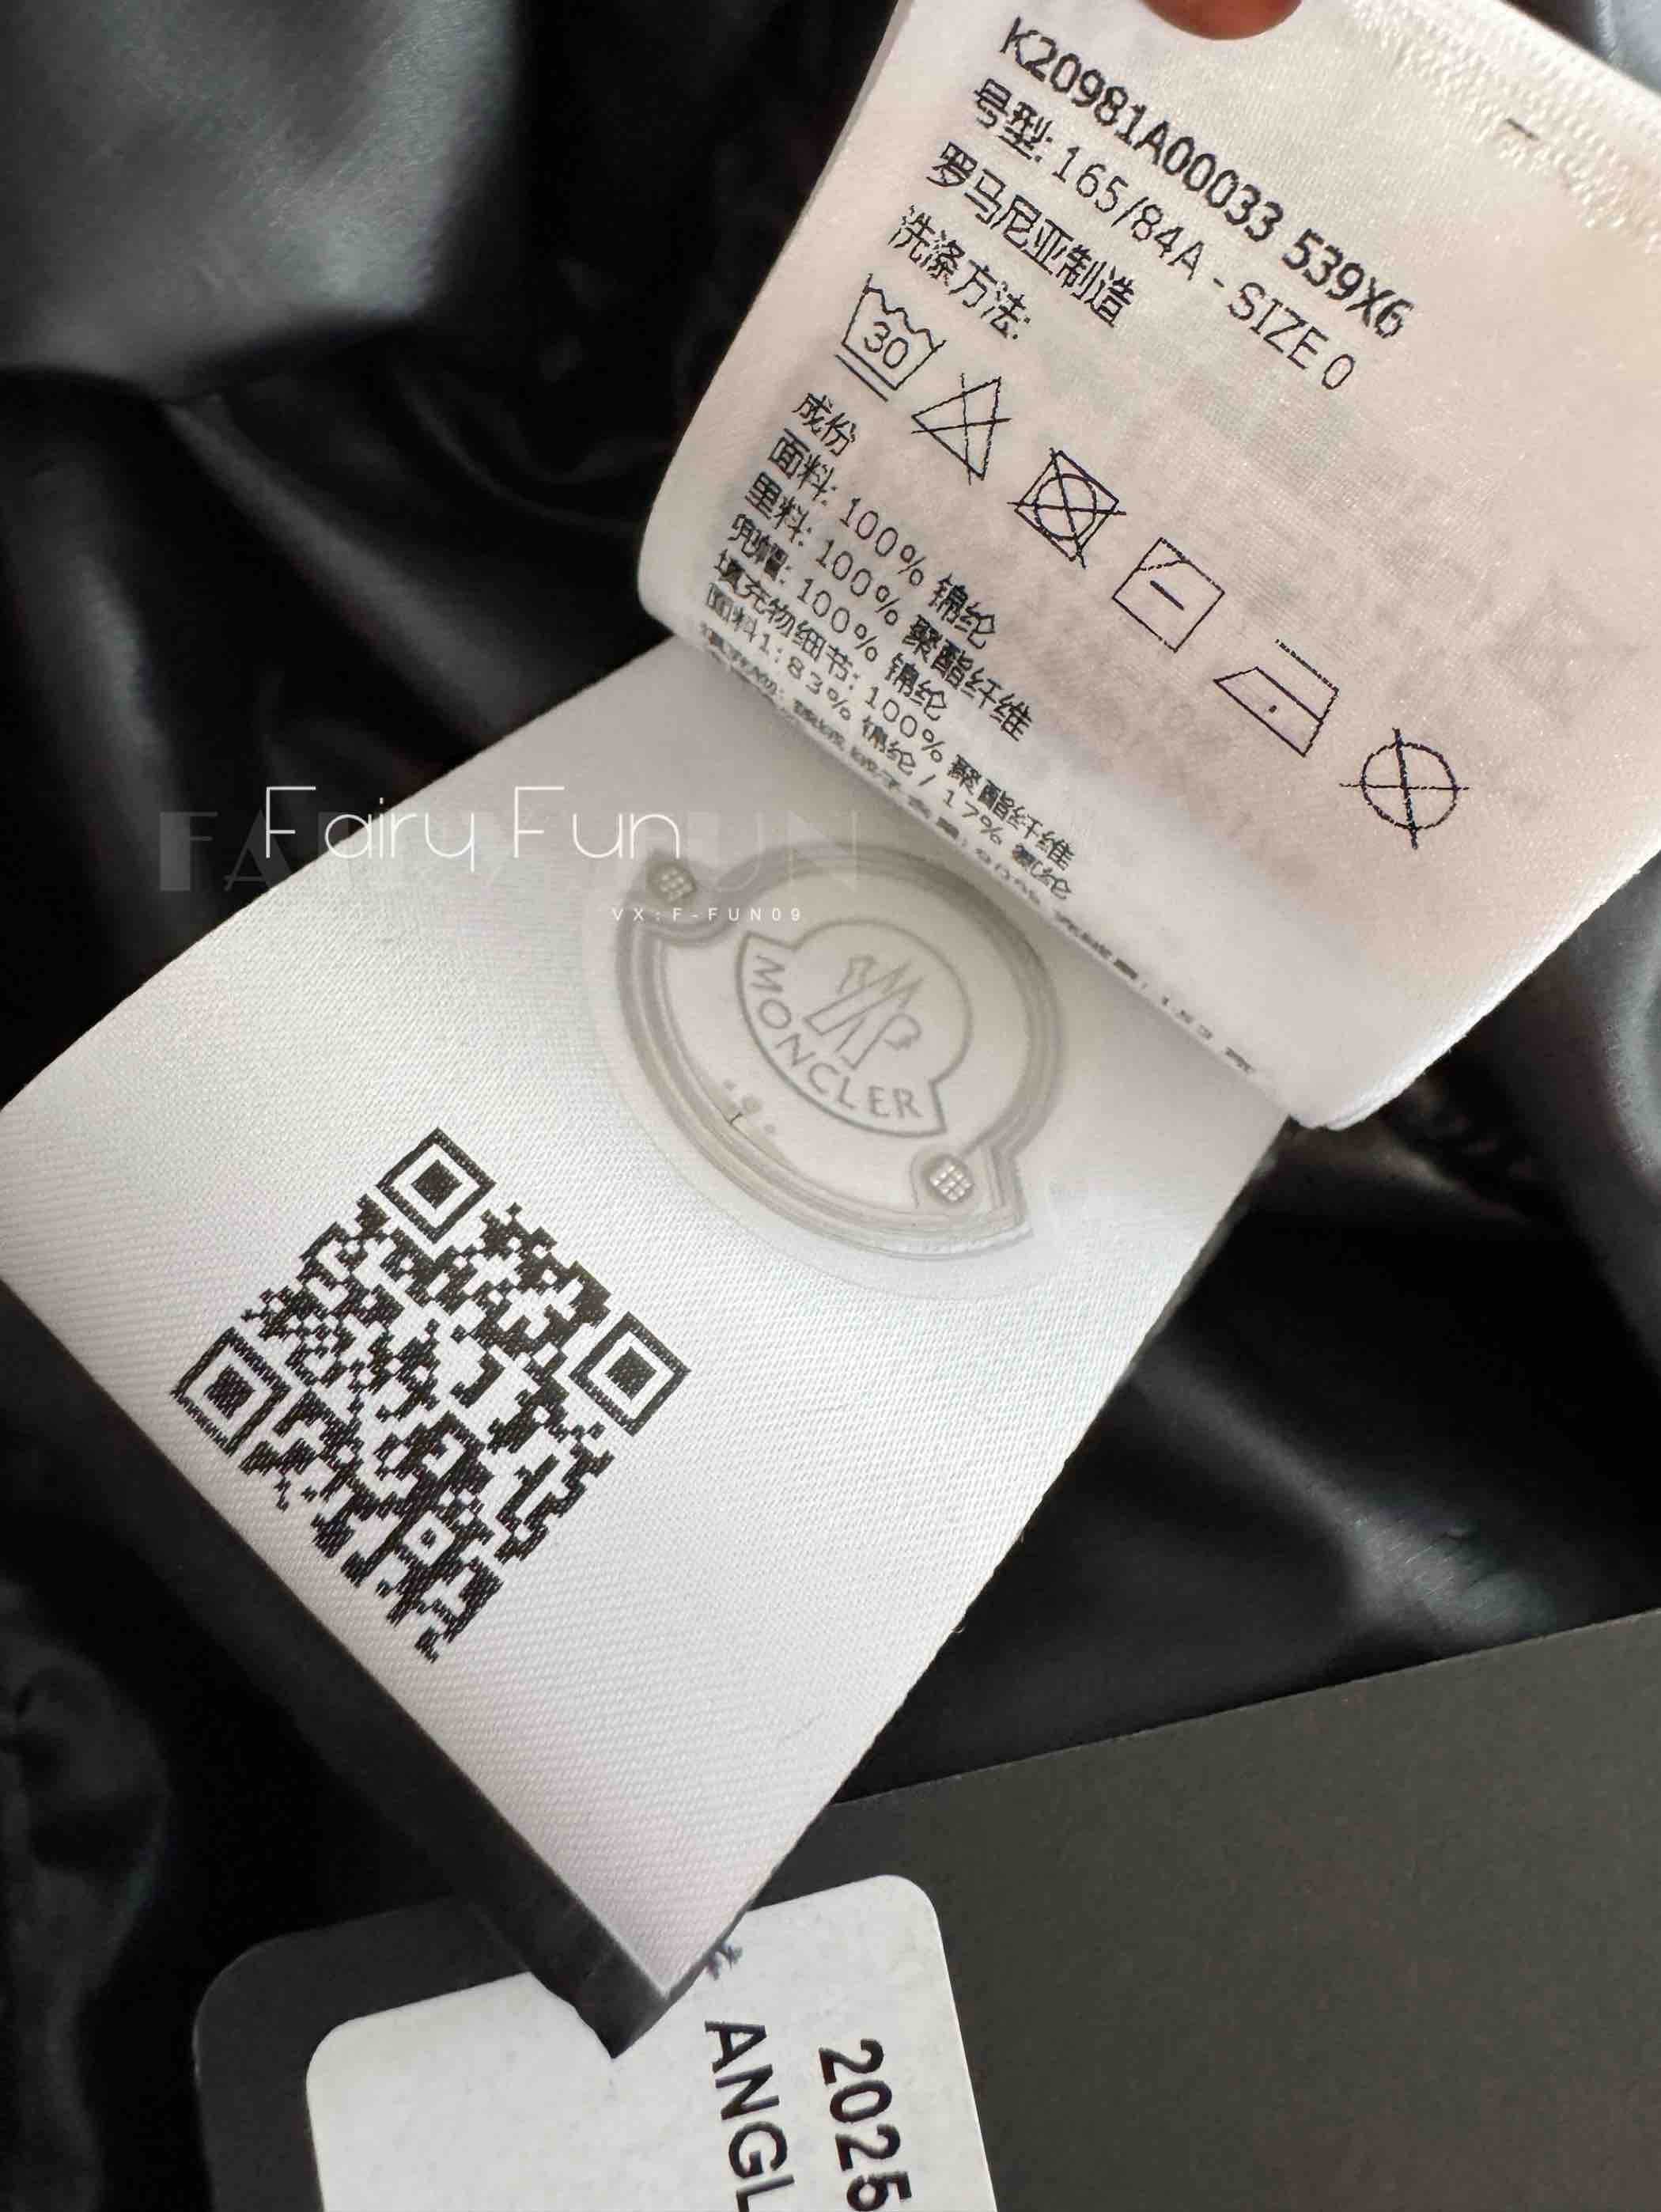 K20981A00033 539X6
号型: 165/84A - SIZE 0
罗马尼亚制造
洗涤方法:
30
成份
面料: 100% 锦纶
里料: 100% 聚酯纤维
兜帽: 100% 锦纶
填充物细节: 100% 聚酯纤维
面料1: 83% 锦纶 / 17% 氨纶
Fairy Fun
FAIRY FUN
VX:F-FUN09
MONCLER
2025
ANGL